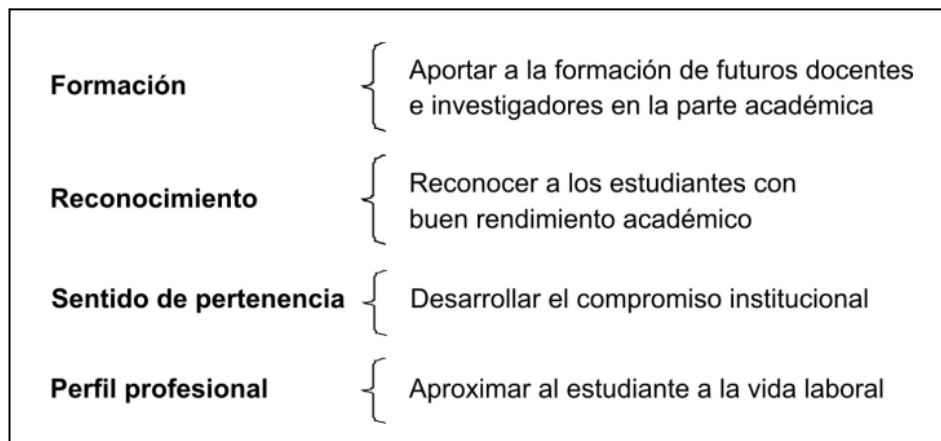 Formación
Aportar a la formación de futuros docentes
e investigadores en la parte académica
Reconocimiento
Reconocer a los estudiantes con
buen rendimiento académico
Sentido de pertenencia
Desarrollar el compromiso institucional
Perfil profesional
Aproximar al estudiante a la vida laboral